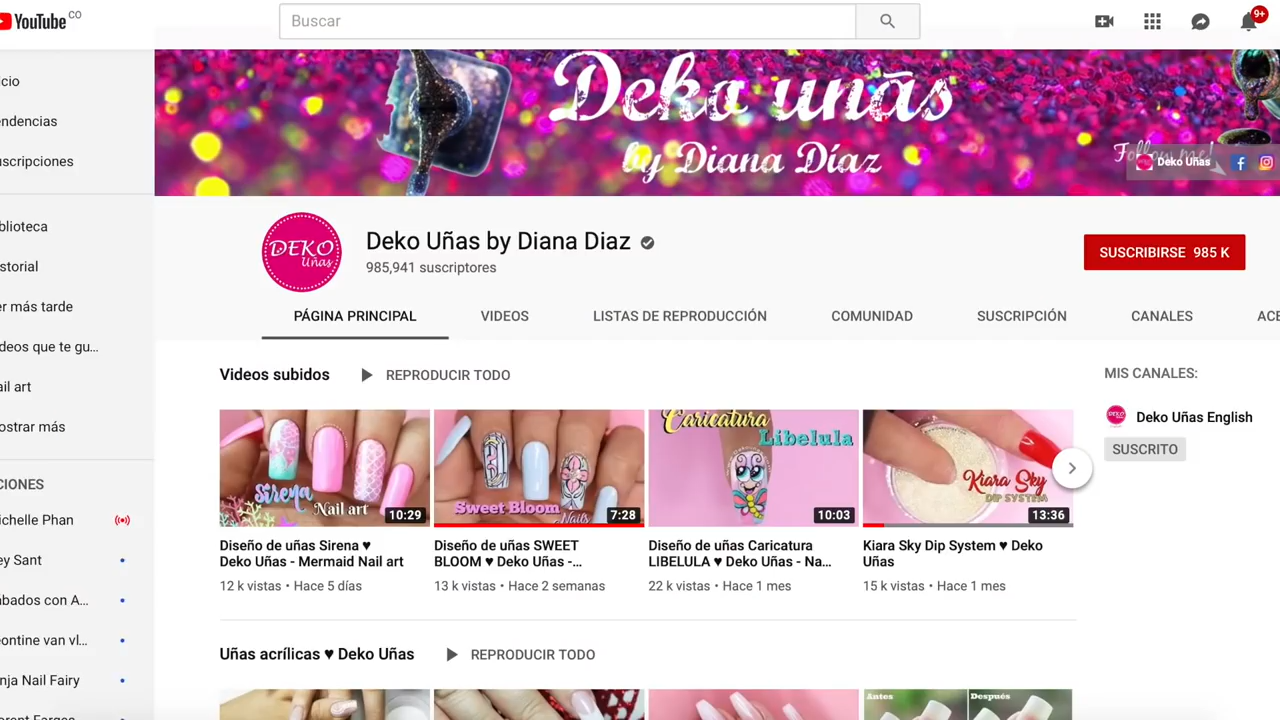 YouTube CO
Buscar
9+
Deko uñas
by Diana Díaz
Follow me!
Deko Uñas
cio
endencias
uscripciones
blioteca
storial
er más tarde
deos que te gu...
ail art
ostrar más
CIONES
ichelle Phan
ey Sant
ábados con A...
eontine van vl...
nja Nail Fairy
DEKO
Uñas
Deko Uñas by Diana Diaz
985,941 suscriptores
SUSCRIBIRSE 985 K
PÁGINA PRINCIPAL
VIDEOS
LISTAS DE REPRODUCCIÓN
COMUNIDAD
SUSCRIPCIÓN
CANALES
ACE
Videos subidos
REPRODUCIR TODO
Sirena
Nail art
10:29
Diseño de uñas Sirena ♥
Deko Uñas - Mermaid Nail art
12 k vistas • Hace 5 días
Sweet Bloom
Nails
7:28
Diseño de uñas SWEET
BLOOM ♥ Deko Uñas -...
13 k vistas • Hace 2 semanas
Caricatura
Libelula
10:03
Diseño de uñas Caricatura
LIBELULA ♥ Deko Uñas - Na...
22 k vistas • Hace 1 mes
Kiara Sky
DIP SYSTEM
13:36
Kiara Sky Dip System ♥ Deko
Uñas
15 k vistas • Hace 1 mes
MIS CANALES:
Deko Uñas English
SUSCRITO
Uñas acrílicas ♥ Deko Uñas
REPRODUCIR TODO
Antes
Después